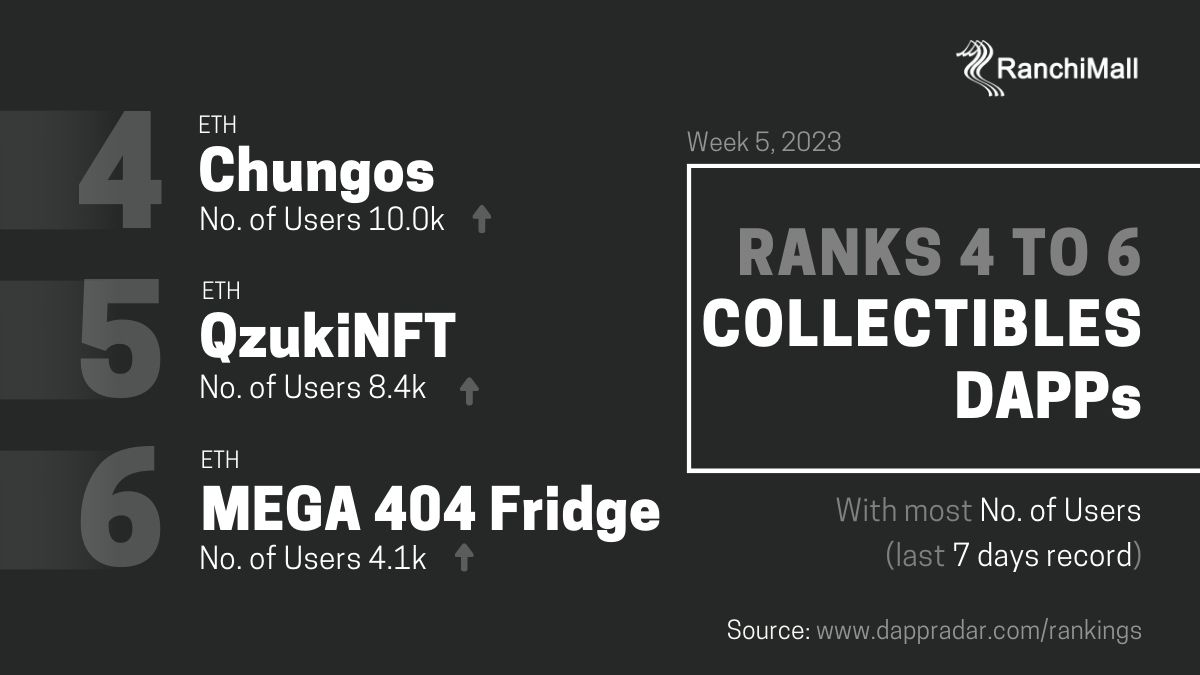 RanchiMall
4
ETH
Chungos
No. of Users 10.0k
5
ETH
QzukiNFT
No. of Users 8.4k
6
ETH
MEGA 404 Fridge
No. of Users 4.1k
Week 5, 2023
RANKS 4 TO 6
COLLECTIBLES
DAPPs
With most No. of Users
(last 7 days record)
Source: www.dappradar.com/rankings